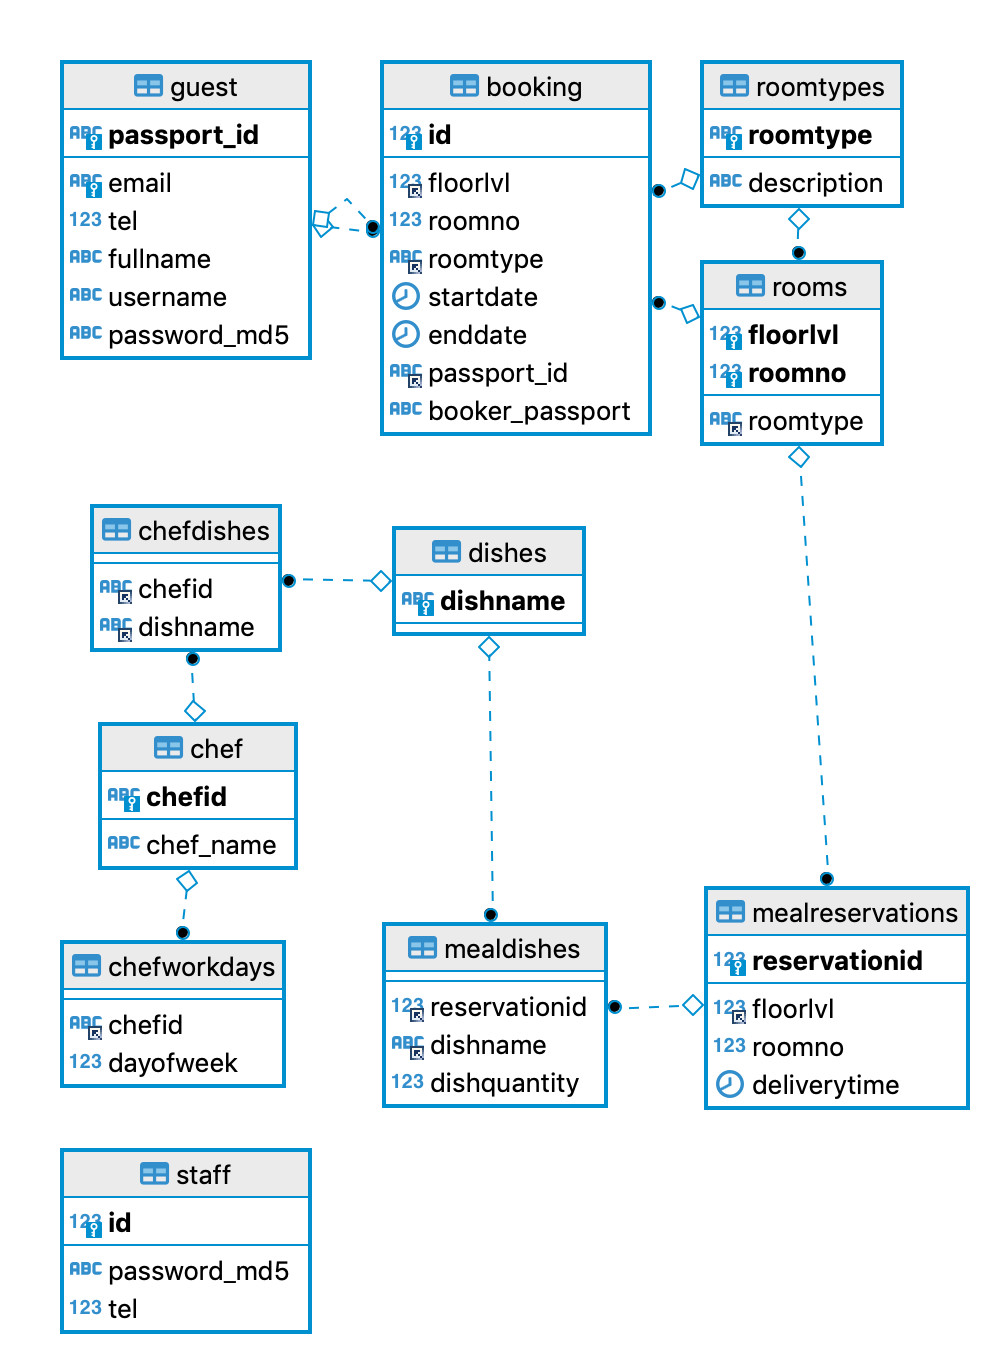 guest
ABC passport_id
ABC email
123 tel
ABC fullname
ABC username
ABC password_md5
booking
123 id
123 floorlvl
123 roomno
ABC roomtype
startdate
enddate
ABC passport_id
ABC booker_passport
roomtypes
ABC roomtype
ABC description
rooms
123 floorlvl
123 roomno
ABC roomtype
chefdishes
ABC chefid
ABC dishname
dishes
ABC dishname
chef
ABC chefid
ABC chef_name
chefworkdays
ABC chefid
123 dayofweek
mealdishes
123 reservationid
ABC dishname
123 dishquantity
mealreservations
123 reservationid
123 floorlvl
123 roomno
deliverytime
staff
123 id
ABC password_md5
123 tel